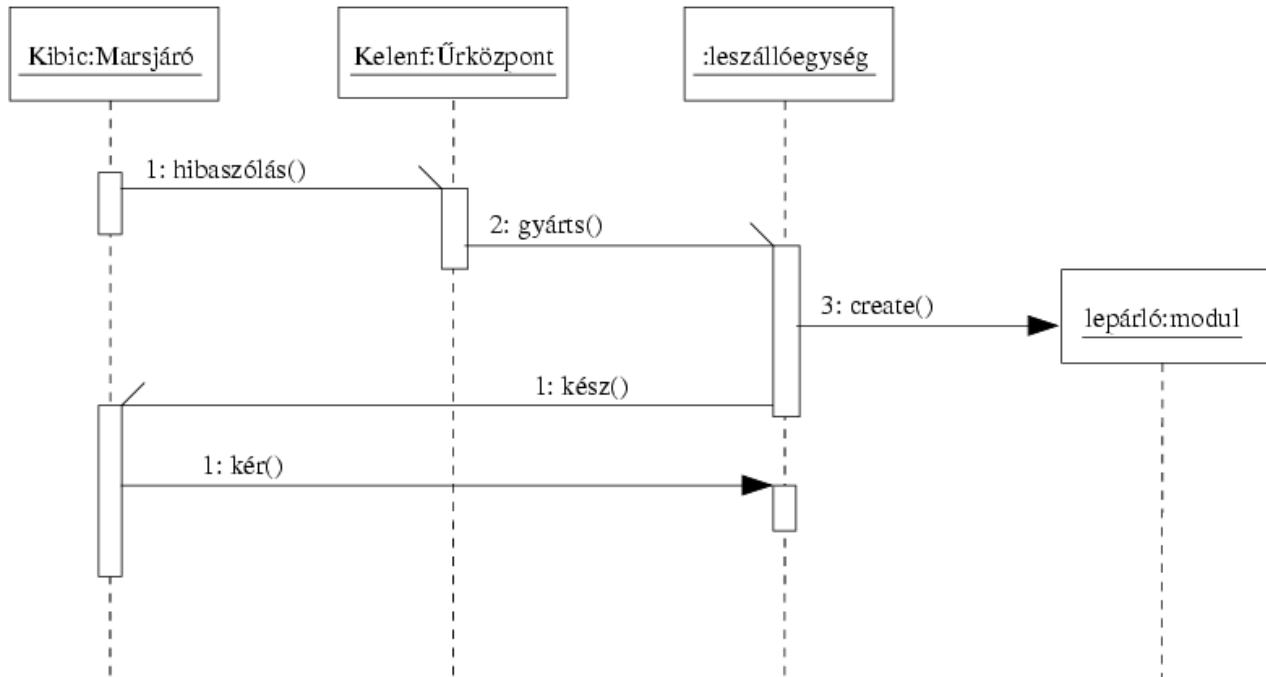 Kibic:Marsjáró
Kelenf:Űrközpont
:leszállóegység
1: hibaszólás()
2: gyárts()
3: create()
lepárló:modul
1: kész()
1: kér()